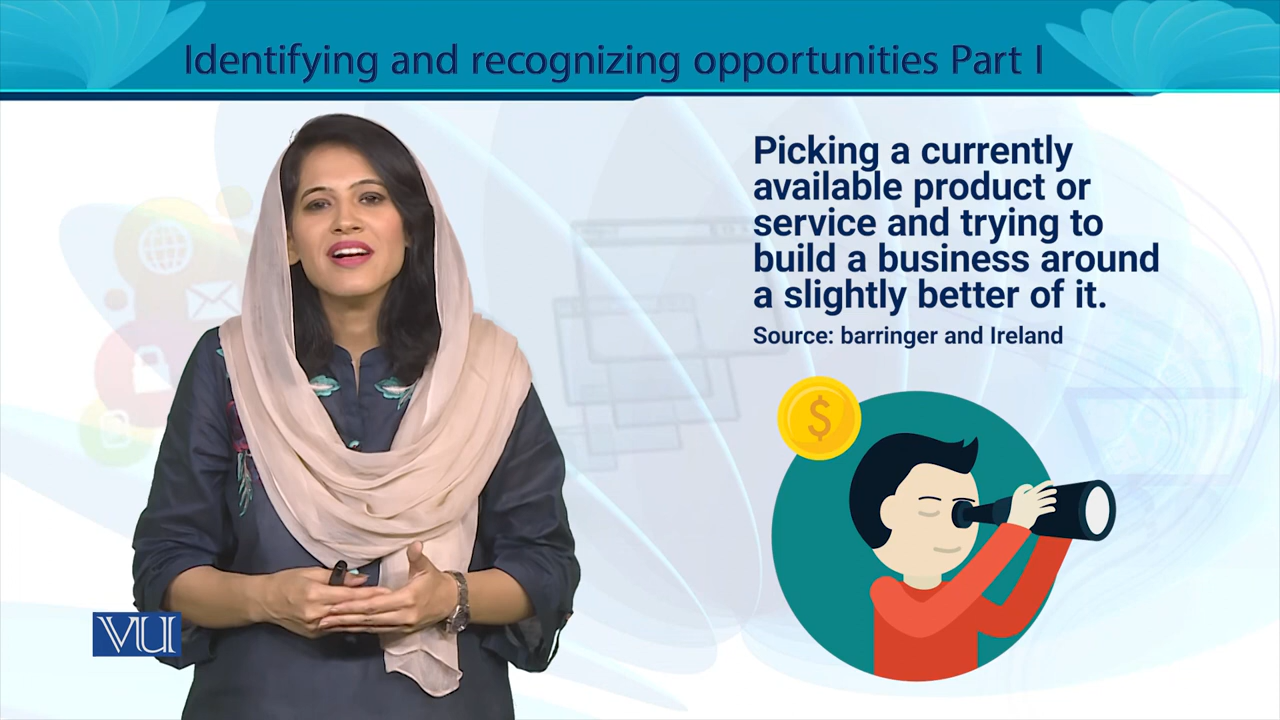 Identifying and recognizing opportunities Part I
Picking a currently
available product or
service and trying to
build a business around
a slightly better of it.
Source: barringer and Ireland
$
VU